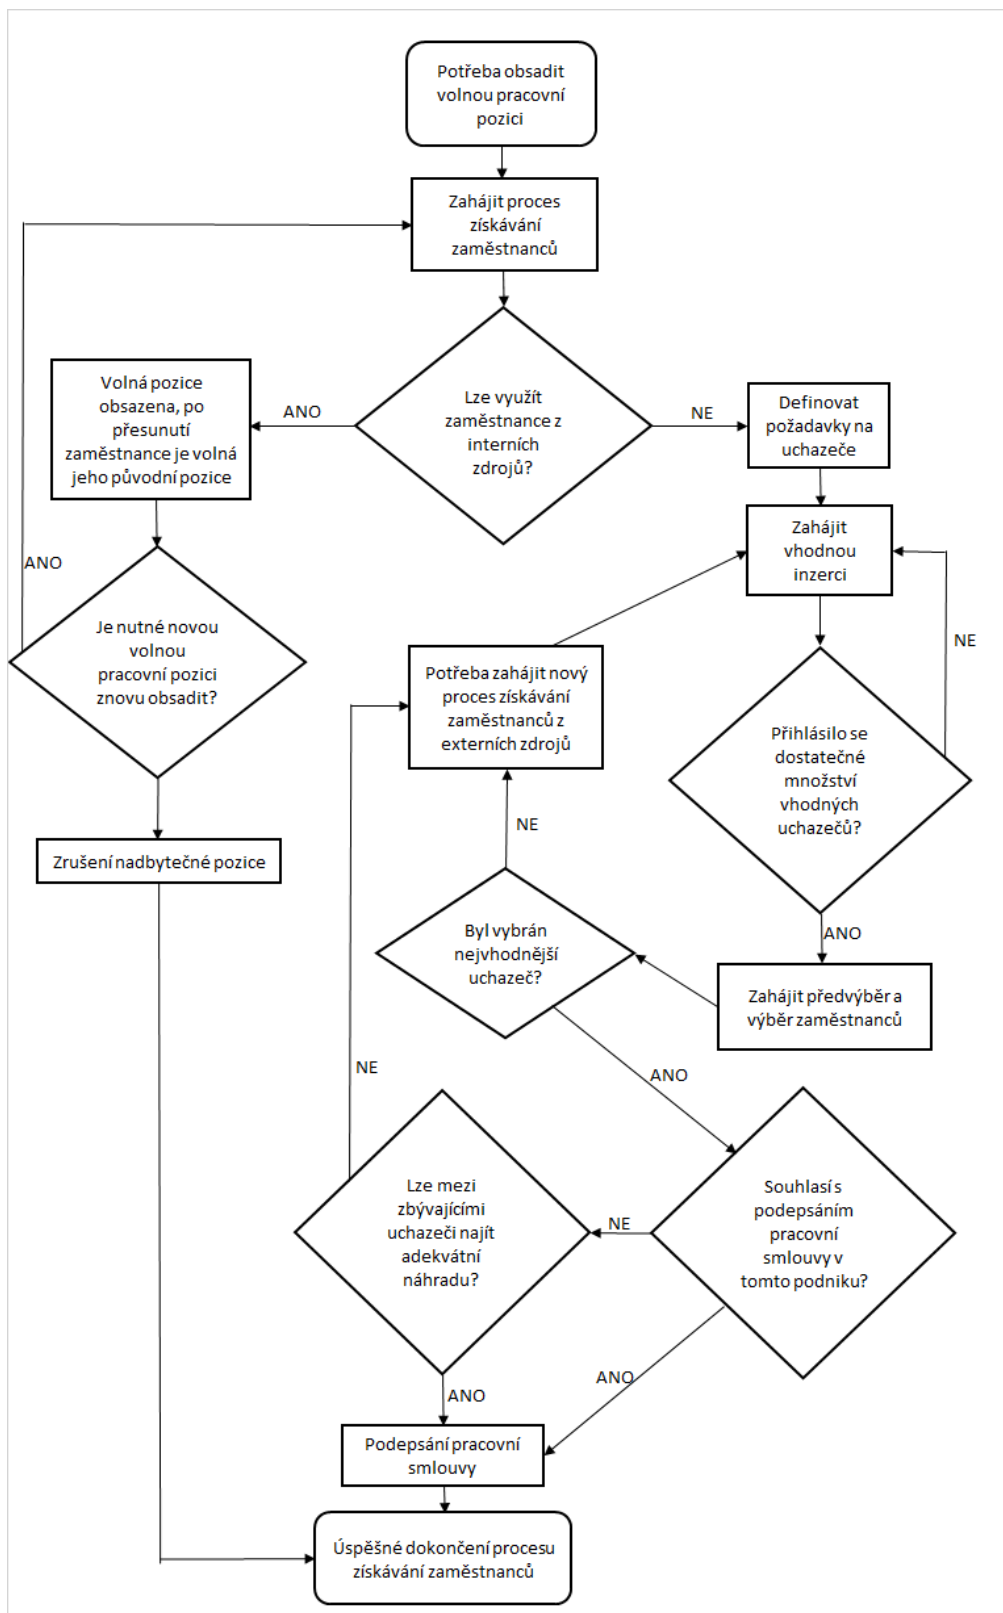 Potřeba obsadit
volnou pracovní
pozici
Zahájit proces
získávání
zaměstnanců
Lze využít
zaměstnance z
interních
zdrojů?
ANO
NE
Volná pozice
obsazena, po
přesunutí
zaměstnance je volná
jeho původní pozice
Definovat
požadavky na
uchazeče
Zahájit
vhodnou
inzerci
ANO
Je nutné novou
volnou
pracovní pozici
znovu obsadit?
NE
Potřeba zahájit nový
proces získávání
zaměstnanců z
externích zdrojů
Přihlásilo se
dostatečné
množství
vhodných
uchazečů?
NE
Zrušení nadbytečné pozice
ANO
Byl vybrán
nejvhodnější
uchazeč?
Zahájit předvýběr a
výběr zaměstnanců
NE
ANO
Lze mezi
zbývajícími
uchazeči najít
adekvátní
náhradu?
NE
Souhlasí s
podepsáním
pracovní
smlouvy v
tomto podniku?
ANO
ANO
Podepsání pracovní
smlouvy
Úspěšné dokončení procesu
získávání zaměstnanců